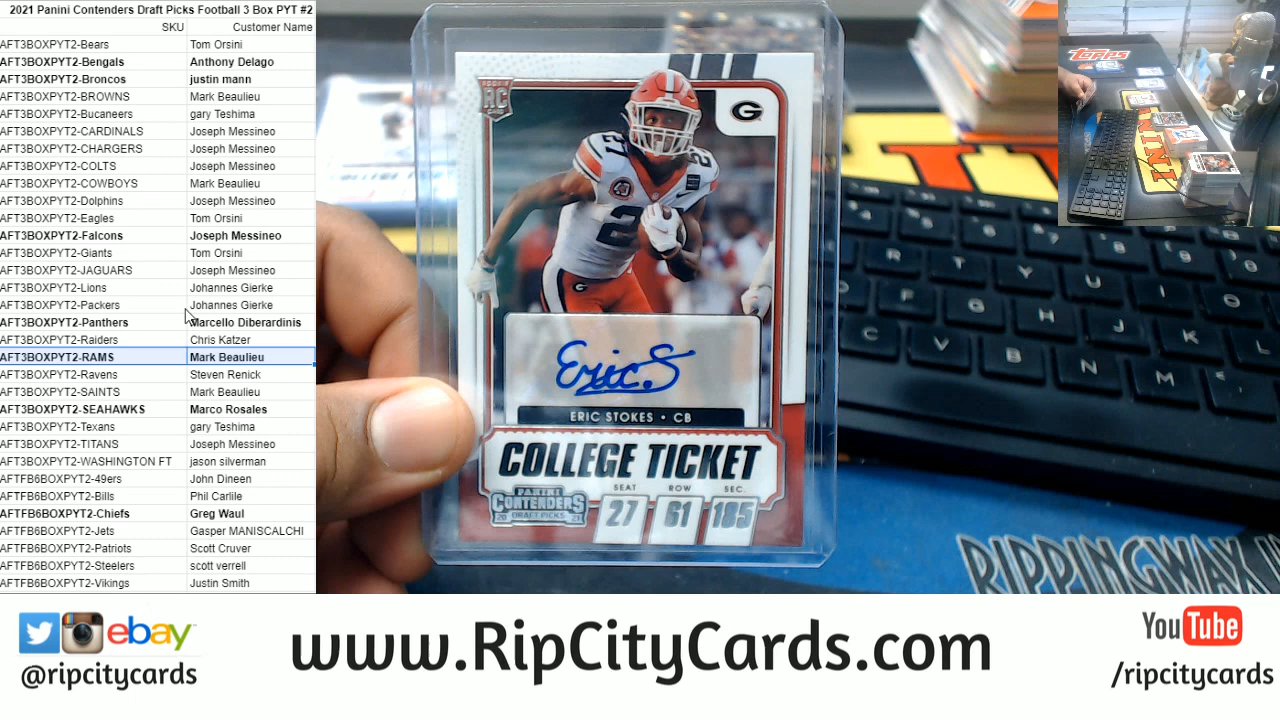 2021 Panini Contenders Draft Picks Football 3 Box PYT #2
SKU Customer Name
AFT3BOXPYT2-Bears Tom Orsini
AFT3BOXPYT2-Bengals Anthony Delago
AFT3BOXPYT2-Broncos justin mann
AFT3BOXPYT2-BROWNS Mark Beaulieu
AFT3BOXPYT2-Bucaneers gary Teshima
AFT3BOXPYT2-CARDINALS Joseph Messineo
AFT3BOXPYT2-CHARGERS Joseph Messineo
AFT3BOXPYT2-COLTS Joseph Messineo
AFT3BOXPYT2-COWBOYS Mark Beaulieu
AFT3BOXPYT2-Dolphins Joseph Messineo
AFT3BOXPYT2-Eagles Tom Orsini
AFT3BOXPYT2-Falcons Joseph Messineo
AFT3BOXPYT2-Giants Tom Orsini
AFT3BOXPYT2-JAGUARS Joseph Messineo
AFT3BOXPYT2-Lions Johannes Gierke
AFT3BOXPYT2-Packers Johannes Gierke
AFT3BOXPYT2-Panthers Marcello Diberardinis
AFT3BOXPYT2-Raiders Chris Katzer
AFT3BOXPYT2-RAMS Mark Beaulieu
AFT3BOXPYT2-Ravens Steven Renick
AFT3BOXPYT2-SAINTS Mark Beaulieu
AFT3BOXPYT2-SEAHAWKS Marco Rosales
AFT3BOXPYT2-Texans gary Teshima
AFT3BOXPYT2-TITANS Joseph Messineo
AFT3BOXPYT2-WASHINGTON FT jason silverman
AFTFB6BOXPYT2-49ers John Dineen
AFTFB6BOXPYT2-Bills Phil Carlile
AFTFB6BOXPYT2-Chiefs Greg Waul
AFTFB6BOXPYT2-Jets Gasper MANISCALCHI
AFTFB6BOXPYT2-Patriots Scott Cruver
AFTFB6BOXPYT2-Steelers scott verrell
AFTFB6BOXPYT2-Vikings Justin Smith
ROOKIE
RC
G
27
2
G
Eric S
ERIC STOKES • CB
COLLEGE TICKET
SEAT ROW SEC.
27 61 185
PANINI
CONTENDERS
DRAFT PICKS
20 21
R T Y U
F G H J K
C V B N M
RIPPINGWAX
TOPPS
PANINI
ebay
@ripcitycards
www.RipCityCards.com
YouTube
/ripcitycards